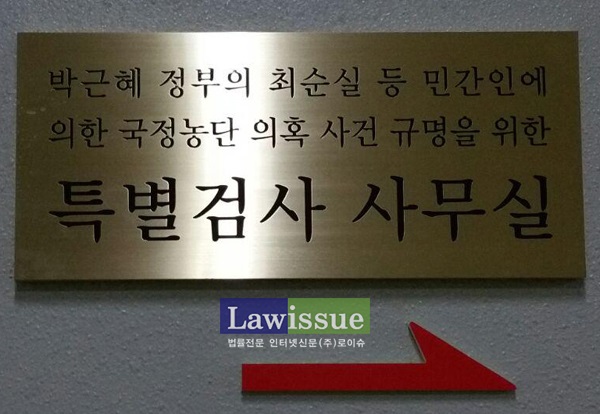 박근혜 정부의 최순실 등 민간인에
의한 국정농단 의혹 사건 규명을 위한
특별검사 사무실
Lawissue
법률전문 인터넷신문(주)로이슈